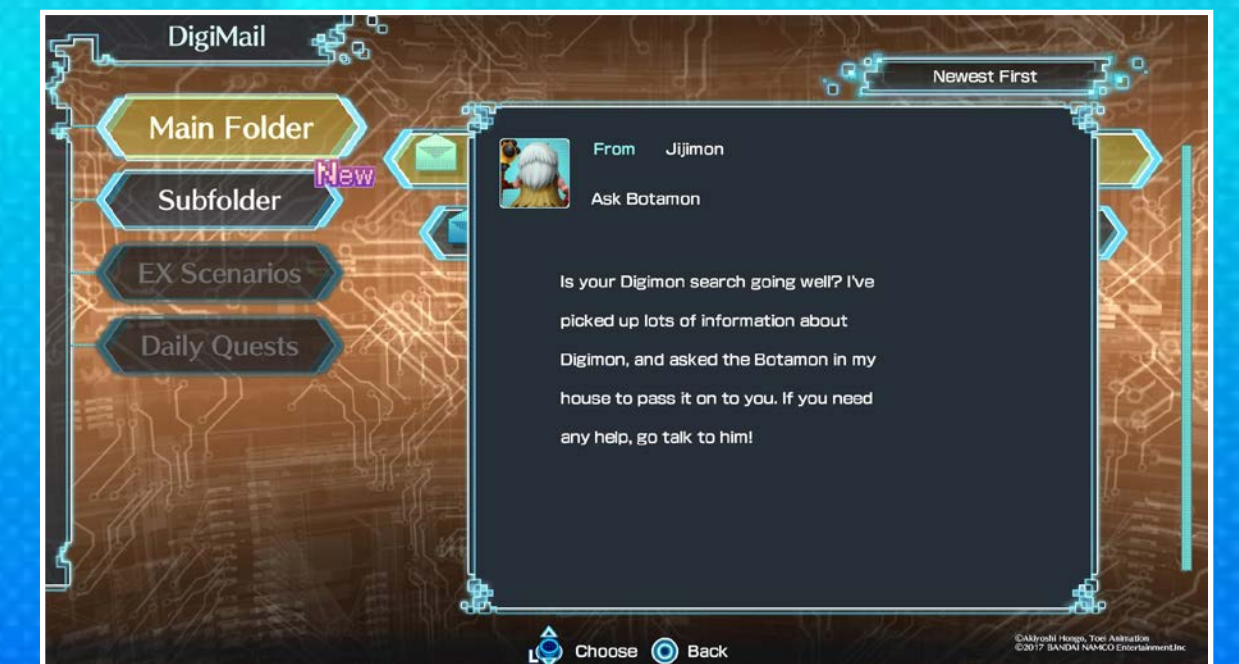 DigiMail
Newest First
Main Folder
New
Subfolder
EX Scenarios
Daily Quests
From Jijimon
Ask Botamon
Is your Digimon search going well? I've
picked up lots of information about
Digimon, and asked the Botamon in my
house to pass it on to you. If you need
any help, go talk to him!
L Choose Back
©Akiyoshi Hongo, Toei Animation
©2017 BANDAI NAMCO Entertainment.Inc